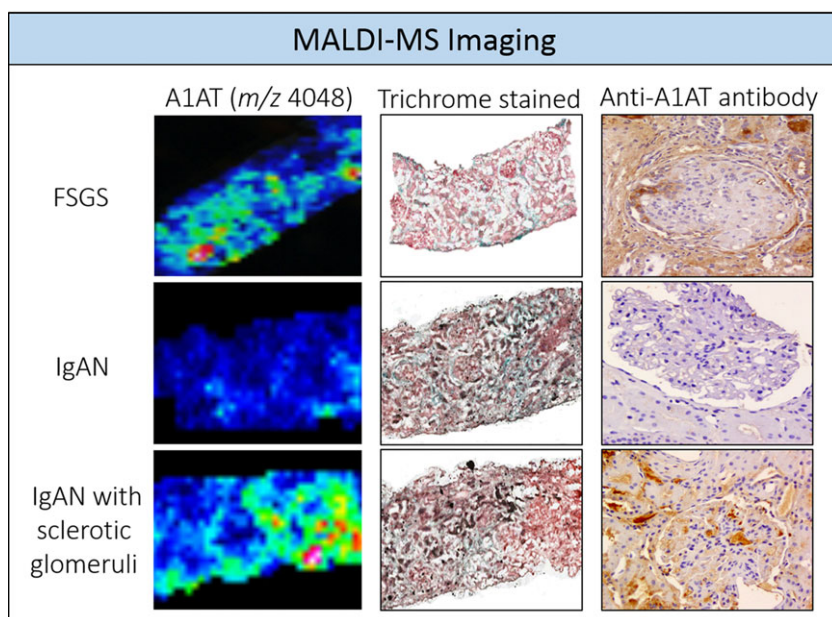 MALDI-MS Imaging
A1AT (m/z 4048)
Trichrome stained
Anti-A1AT antibody
FSGS
IgAN
IgAN with
sclerotic
glomeruli